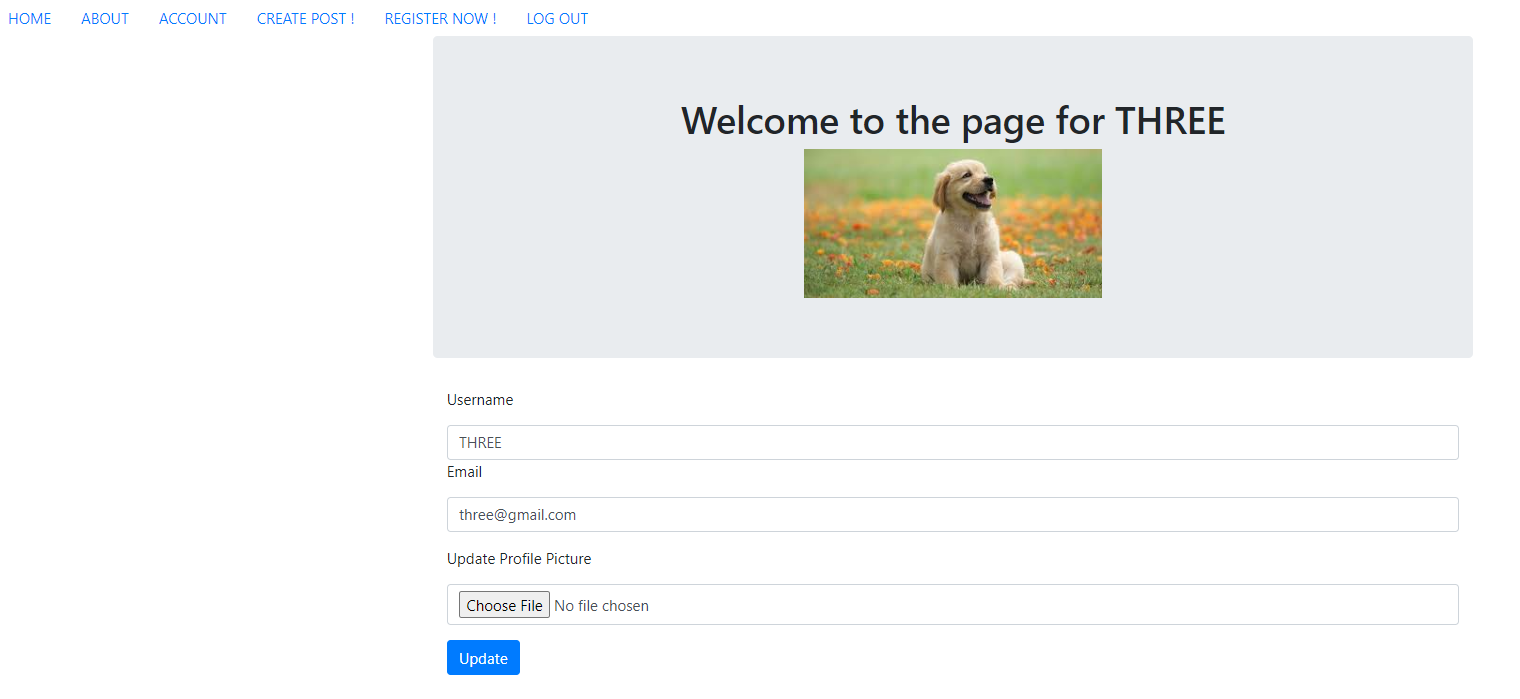 HOME ABOUT ACCOUNT CREATE POST ! REGISTER NOW ! LOG OUT
Welcome to the page for THREE
Username
THREE
Email
three@gmail.com
Update Profile Picture
Choose File No file chosen
Update